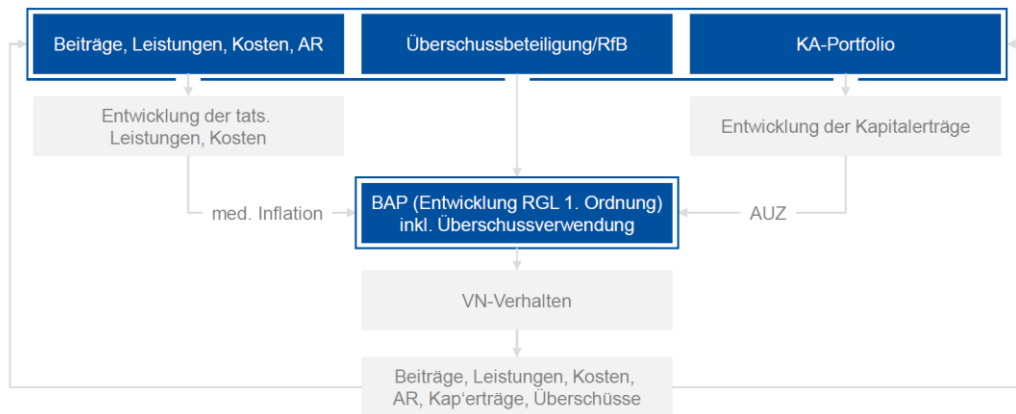 Beiträge, Leistungen, Kosten, AR
Überschussbeteiligung/RfB
KA-Portfolio
Entwicklung der tats.
Leistungen, Kosten
Entwicklung der Kapitalerträge
med. Inflation
BAP (Entwicklung RGL 1. Ordnung)
inkl. Überschussverwendung
AUZ
VN-Verhalten
Beiträge, Leistungen, Kosten,
AR, Kap'erträge, Überschüsse